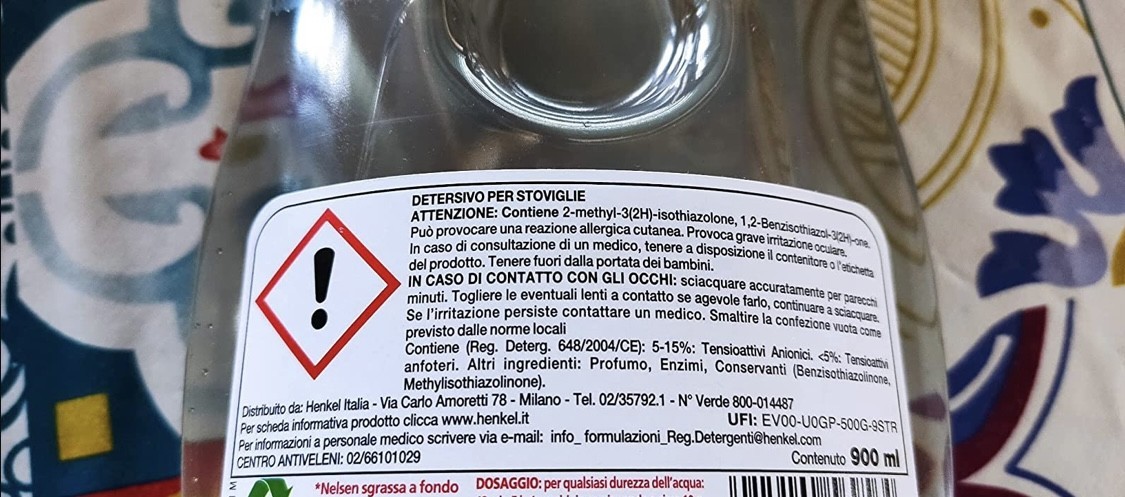 DETERSIVO PER STOVIGLIE
ATTENZIONE: Contiene 2-methyl-3(2H)-isothiazolone, 1,2-Benzisothiazol-3(2H)-one.
Può provocare una reazione allergica cutanea. Provoca grave irritazione oculare.
In caso di consultazione di un medico, tenere a disposizione il contenitore o l'etichetta
del prodotto. Tenere fuori dalla portata dei bambini.
IN CASO DI CONTATTO CON GLI OCCHI: sciacquare accuratamente per parecchi
minuti. Togliere le eventuali lenti a contatto se agevole farlo, continuare a sciacquare.
Se l'irritazione persiste contattare un medico. Smaltire la confezione vuota come
previsto dalle norme locali
Contiene (Reg. Deterg. 648/2004/CE): 5-15%: Tensioattivi Anionici. <5%: Tensioattivi
anfoteri. Altri ingredienti: Profumo, Enzimi, Conservanti (Benzisothiazolinone,
Methylisothiazolinone).
Distribuito da: Henkel Italia - Via Carlo Amoretti 78 - Milano - Tel. 02/35792.1 - N° Verde 800-014487
Per scheda informativa prodotto clicca www.henkel.it
UFI: EV00-U0GP-500G-9STR
Per informazioni a personale medico scrivere via e-mail: info_formulazioni_Reg.Detergenti@henkel.com
CENTRO ANTIVELENI: 02/66101029
Contenuto 900 ml
*Nelsen sgrassa a fondo
DOSAGGIO: per qualsiasi durezza dell'acqua: